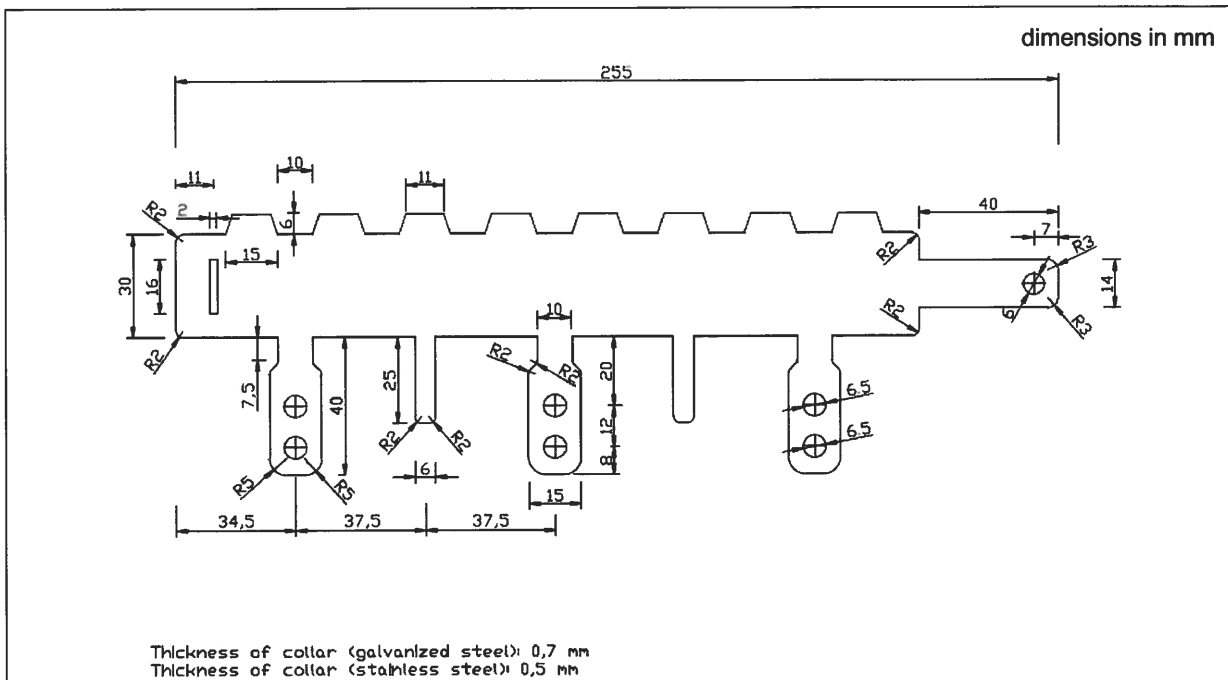 dimensions in mm
255
10
11
11
2
R2
6
40
7
R3
15
R2
30
16
10
14
6
R2
R3
R2
R2
R2
7,5
40
25
20
6.5
12
R2
R2
8
6.5
R5
R5
6
15
34,5
37,5
37,5
Thickness of collar (galvanized steel): 0,7 mm
Thickness of collar (stainless steel): 0,5 mm